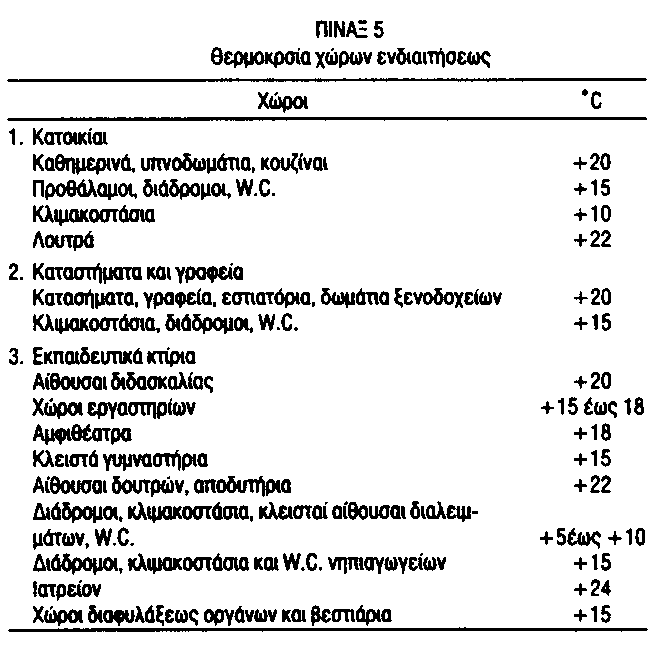 ΠΙΝΑΞ 5
Θερμοκρσία χώρων ενδιαιτήσεως
Χώροι °C
1. Κατοικίαι
Καθημερινά, υπνοδωμάτια, κουζίναι +20
Προθάλαμοι, διάδρομοι, W.C. +15
Κλιμακοστάσια +10
Λουτρά +22
2. Καταστήματα και γραφεία
Κατασήματα, γραφεία, εστιατόρια, δωμάτια ξενοδοχείων +20
Κλιμακοστάσια, διάδρομοι, W.C. +15
3. Εκπαιδευτικά κτίρια
Αίθουσαι διδασκαλίας +20
Χώροι εργαστηρίων +15 έως 18
Αμφιθέατρα +18
Κλειστά γυμναστήρια +15
Αίθουσαι δουτρών, αποδυτήρια +22
Διάδρομοι, κλιμακοστάσια, κλεισταί αίθουσαι διαλειμ-
μάτων, W.C. +5έως +10
Διάδρομοι, κλιμακοστάσια και W.C. νηπιαγωγείων +15
Ιατρείον +24
Χώροι διαφυλάξεως οργάνων και βεστιάρια +15